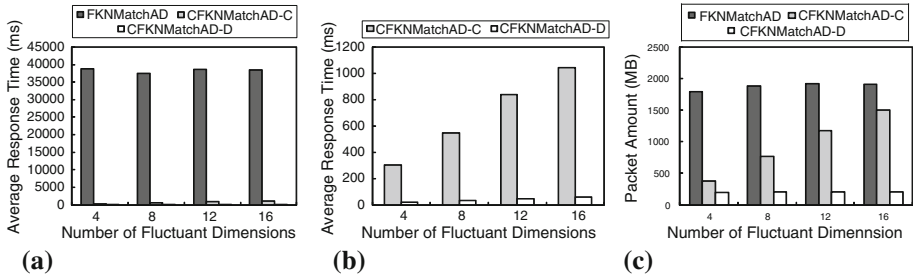 FKNMatchAD CFKNMatchAD-C
CFKNMatchAD-D
Average Response Time (ms)
45000
40000
35000
30000
25000
20000
15000
10000
5000
0
4 8 12 16
Number of Fluctuant Dimensions
(a)
CFKNMatchAD-C CFKNMatchAD-D
Average Response Time (ms)
1200
1000
800
600
400
200
0
4 8 12 16
Number of Fluctuant Dimensions
(b)
FKNMatchAD CFKNMatchAD-C
CFKNMatchAD-D
Packet Amount (MB)
2500
2000
1500
1000
500
0
4 8 12 16
Number of Fluctuant Dimennsion
(c)